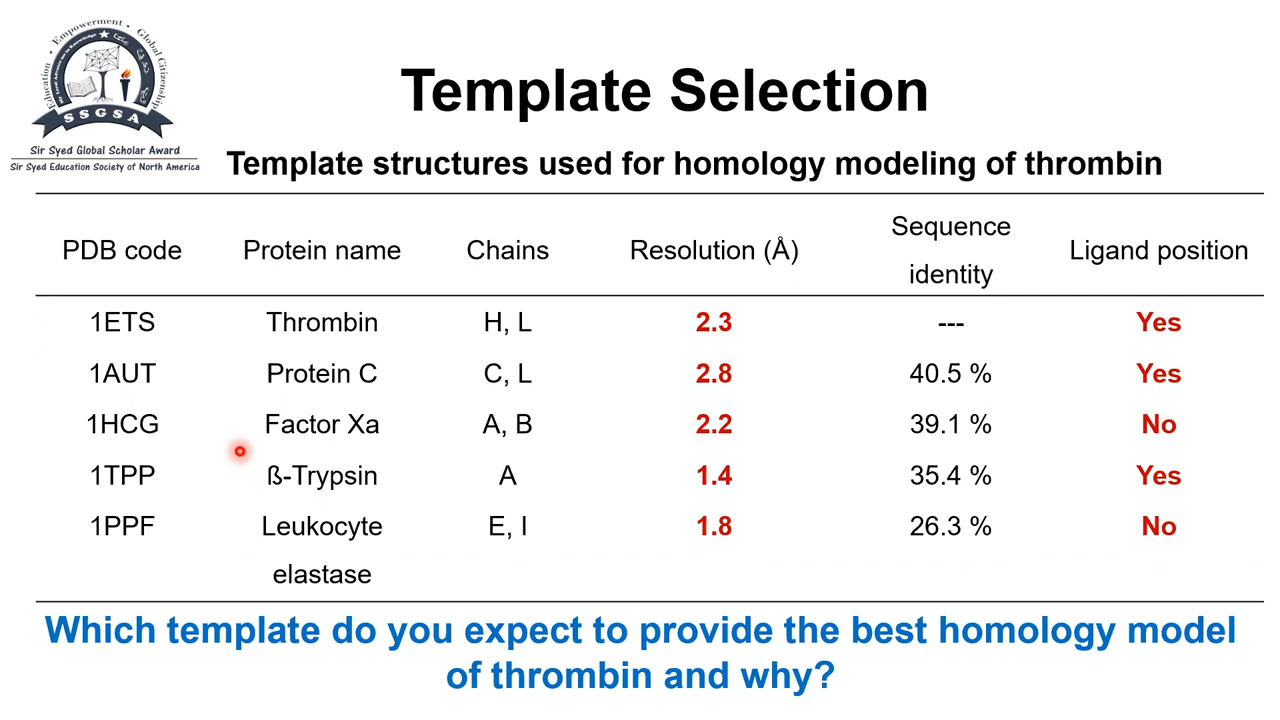 Education · Empowerment · Global Citizenship
SSGSA
Sir Syed Global Scholar Award
Sir Syed Education Society of North America
Template Selection
Template structures used for homology modeling of thrombin
PDB code Protein name Chains Resolution (Å) Sequence identity Ligand position
1ETS Thrombin H, L 2.3 --- Yes
1AUT Protein C C, L 2.8 40.5 % Yes
1HCG Factor Xa A, B 2.2 39.1 % No
1TPP ß-Trypsin A 1.4 35.4 % Yes
1PPF Leukocyte elastase E, I 1.8 26.3 % No
Which template do you expect to provide the best homology model
of thrombin and why?